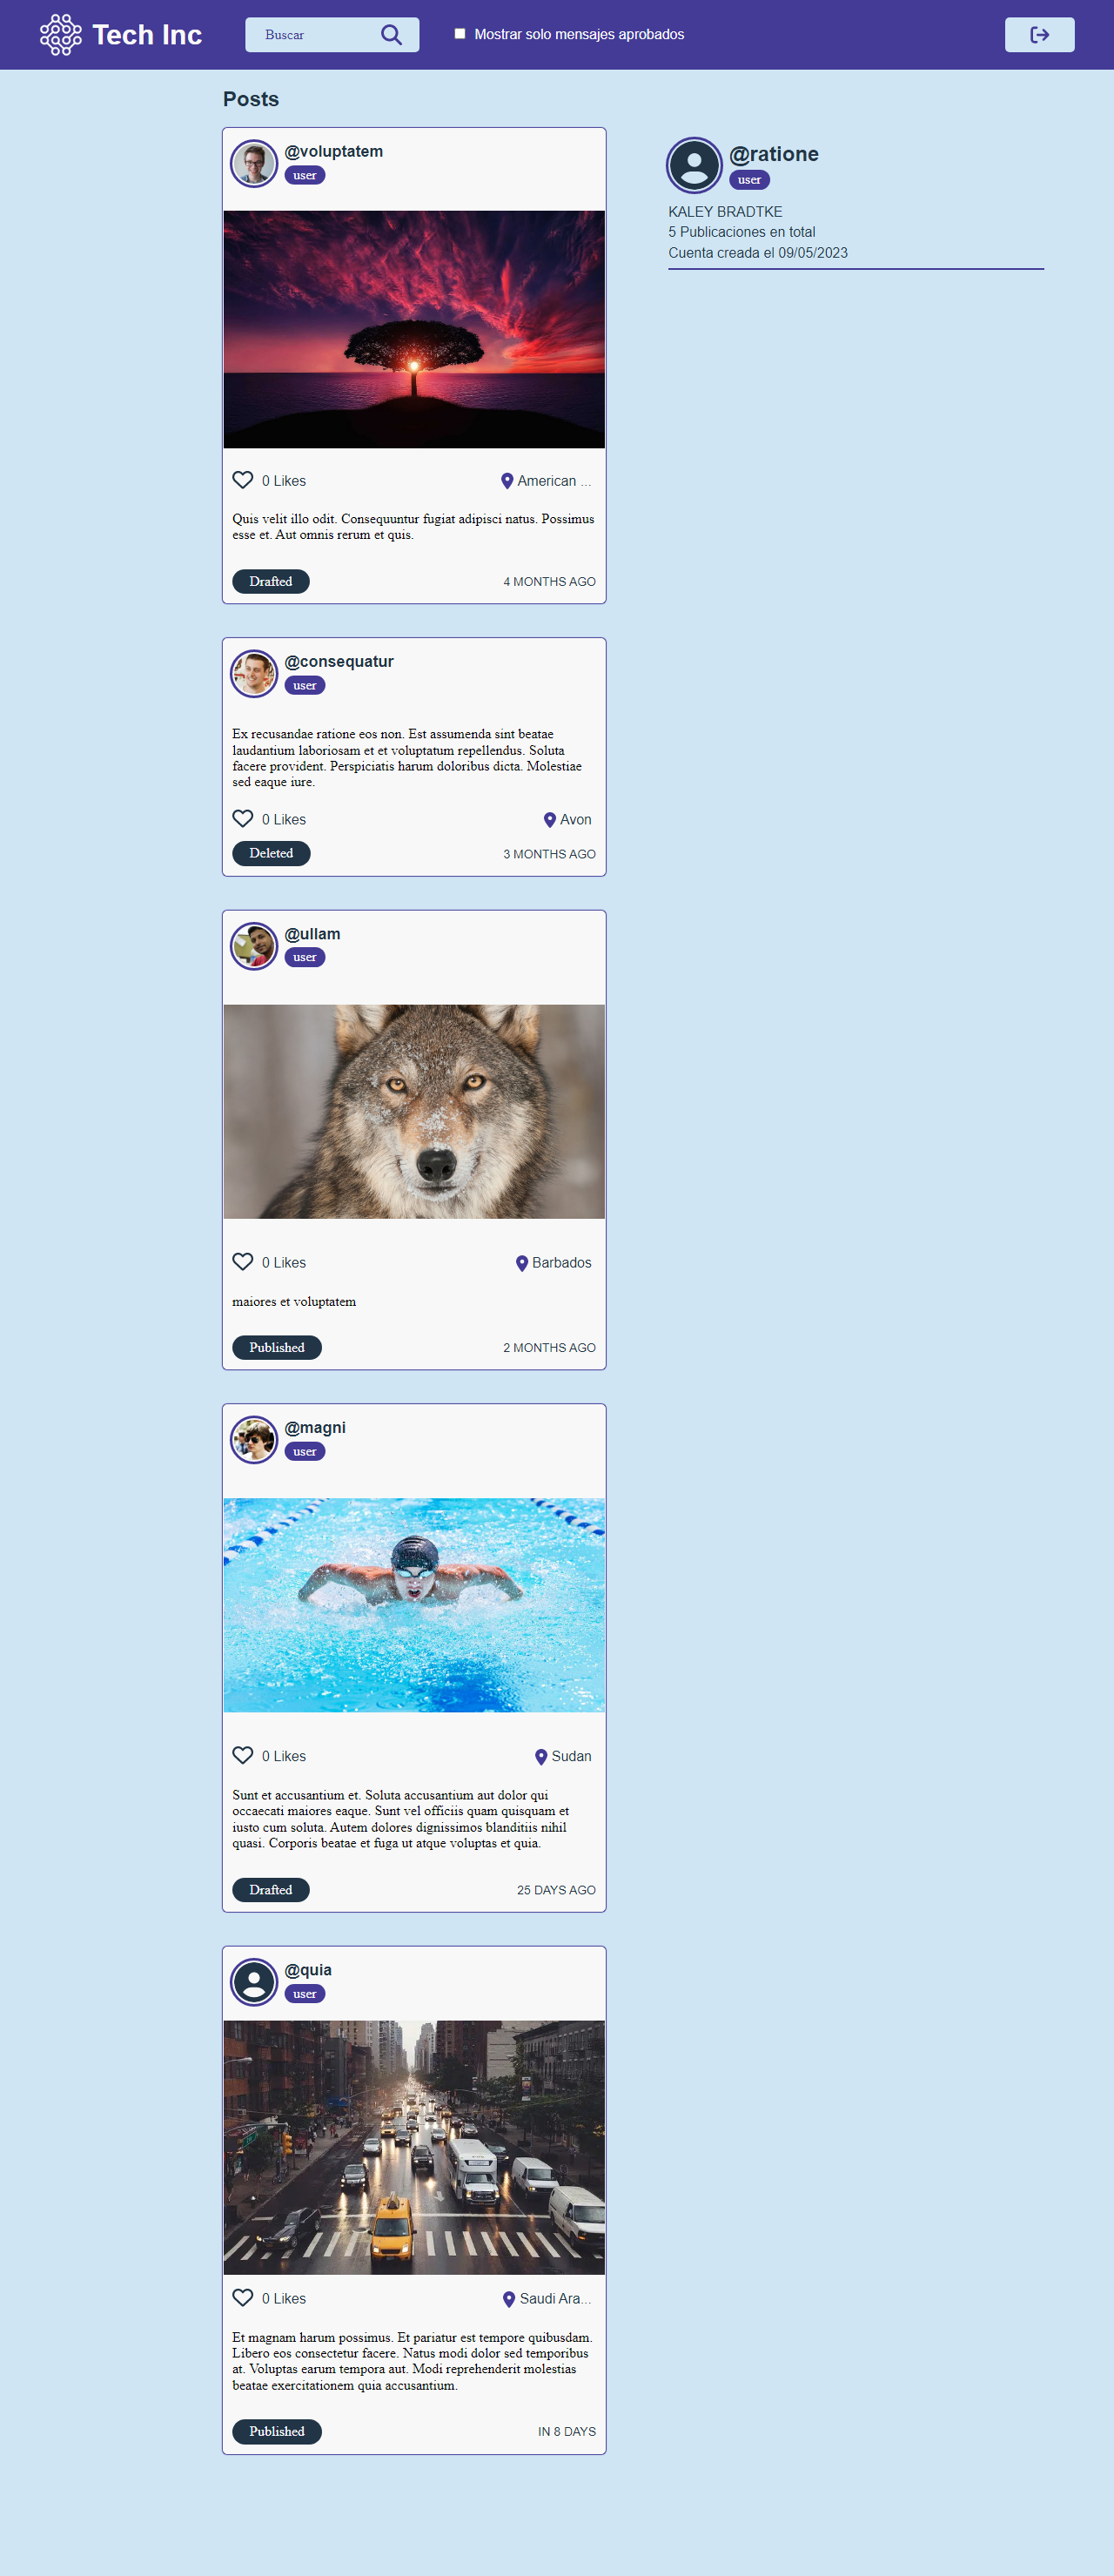 Tech Inc
Buscar
Mostrar solo mensajes aprobados
Posts
@voluptatem
user
0 Likes
American ...
Quis velit illo odit. Consequuntur fugiat adipisci natus. Possimus
esse et. Aut omnis rerum et quis.
Drafted
4 MONTHS AGO
@consequatur
user
Ex recusandae ratione eos non. Est assumenda sint beatae
laudantium laboriosam et et voluptatum repellendus. Soluta
facere provident. Perspiciatis harum doloribus dicta. Molestiae
sed eaque iure.
0 Likes
Avon
Deleted
3 MONTHS AGO
@ullam
user
0 Likes
Barbados
maiores et voluptatem
Published
2 MONTHS AGO
@magni
user
0 Likes
Sudan
Sunt et accusantium et. Soluta accusantium aut dolor qui
occaecati maiores eaque. Sunt vel officiis quam quisquam et
iusto cum soluta. Autem dolores dignissimos blanditiis nihil
quasi. Corporis beatae et fuga ut atque voluptas et quia.
Drafted
25 DAYS AGO
@quia
user
0 Likes
Saudi Ara...
Et magnam harum possimus. Et pariatur est tempore quibusdam.
Libero eos consectetur facere. Natus modi dolor sed temporibus
at. Voluptas earum tempora aut. Modi reprehenderit molestias
beatae exercitationem quia accusantium.
Published
IN 8 DAYS
@ratione
user
KALEY BRADTKE
5 Publicaciones en total
Cuenta creada el 09/05/2023